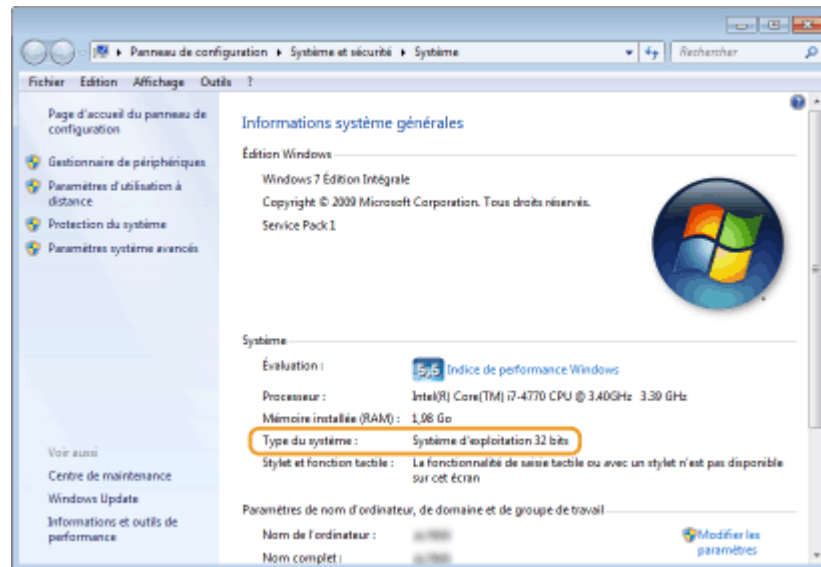 Panneau de configuration ▸ Système et sécurité ▸ Système
Rechercher
Fichier Edition Affichage Outils ?
Page d'accueil du panneau de
configuration
Gestionnaire de périphériques
Paramètres d'utilisation à
distance
Protection du système
Paramètres système avancés
Voir aussi
Centre de maintenance
Windows Update
Informations et outils de
performance
Informations système générales
Édition Windows
Windows 7 Édition Intégrale
Copyright © 2009 Microsoft Corporation. Tous droits réservés.
Service Pack 1
Système
Évaluation :
5,5 Indice de performance Windows
Processeur : Intel(R) Core(TM) i7-4770 CPU @ 3.40GHz 3.39 GHz
Mémoire installée (RAM) : 1,98 Go
Type du système : Système d'exploitation 32 bits
Stylet et fonction tactile : La fonctionnalité de saisie tactile ou avec un stylet n'est pas disponible
sur cet écran
Paramètres de nom d'ordinateur, de domaine et de groupe de travail
Nom de l'ordinateur :
Modifier les
paramètres
Nom complet :